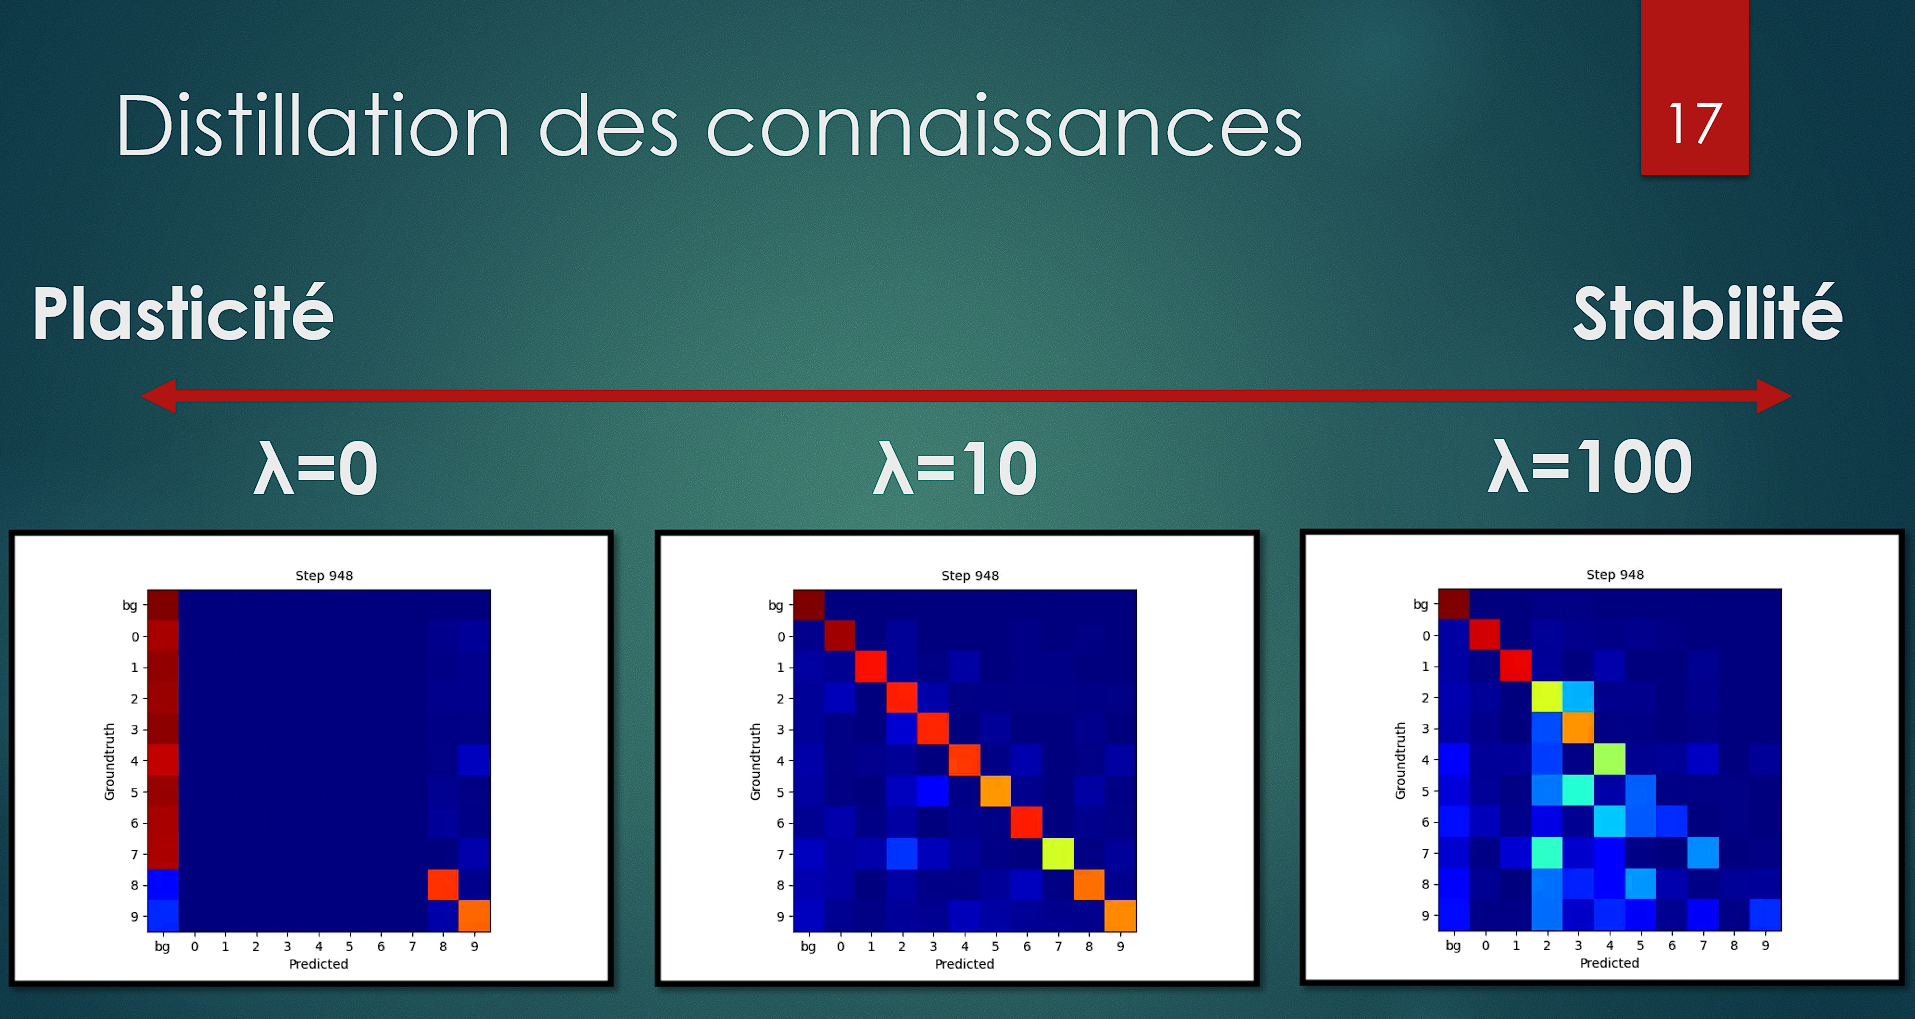 Distillation des connaissances
17
Plasticité
Stabilité
λ=0
λ=10
λ=100
Step 948
Groundtruth
bg
0
1
2
3
4
5
6
7
8
9
bg 0 1 2 3 4 5 6 7 8 9
Predicted
Step 948
Groundtruth
bg
0
1
2
3
4
5
6
7
8
9
bg 0 1 2 3 4 5 6 7 8 9
Predicted
Step 948
Groundtruth
bg
0
1
2
3
4
5
6
7
8
9
bg 0 1 2 3 4 5 6 7 8 9
Predicted